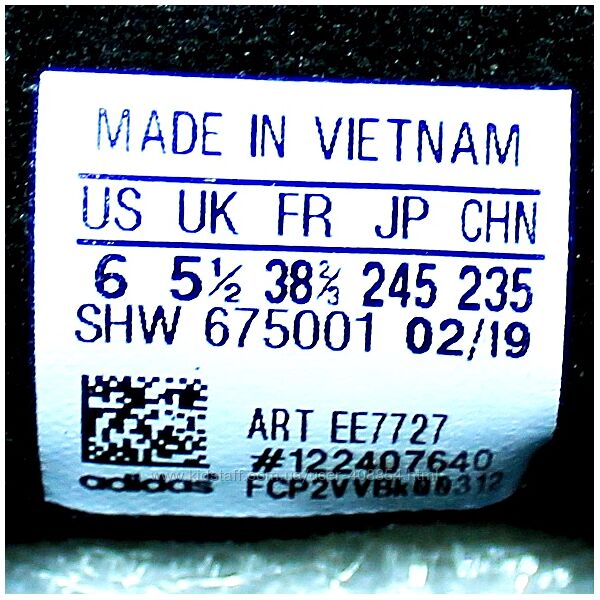 MADE IN VIETNAM
US UK FR JP CHN
6 5½ 38⅔ 245 235
SHW 675001 02/19
ART EE7727
#122407640
adidas FCP2VVBK00312